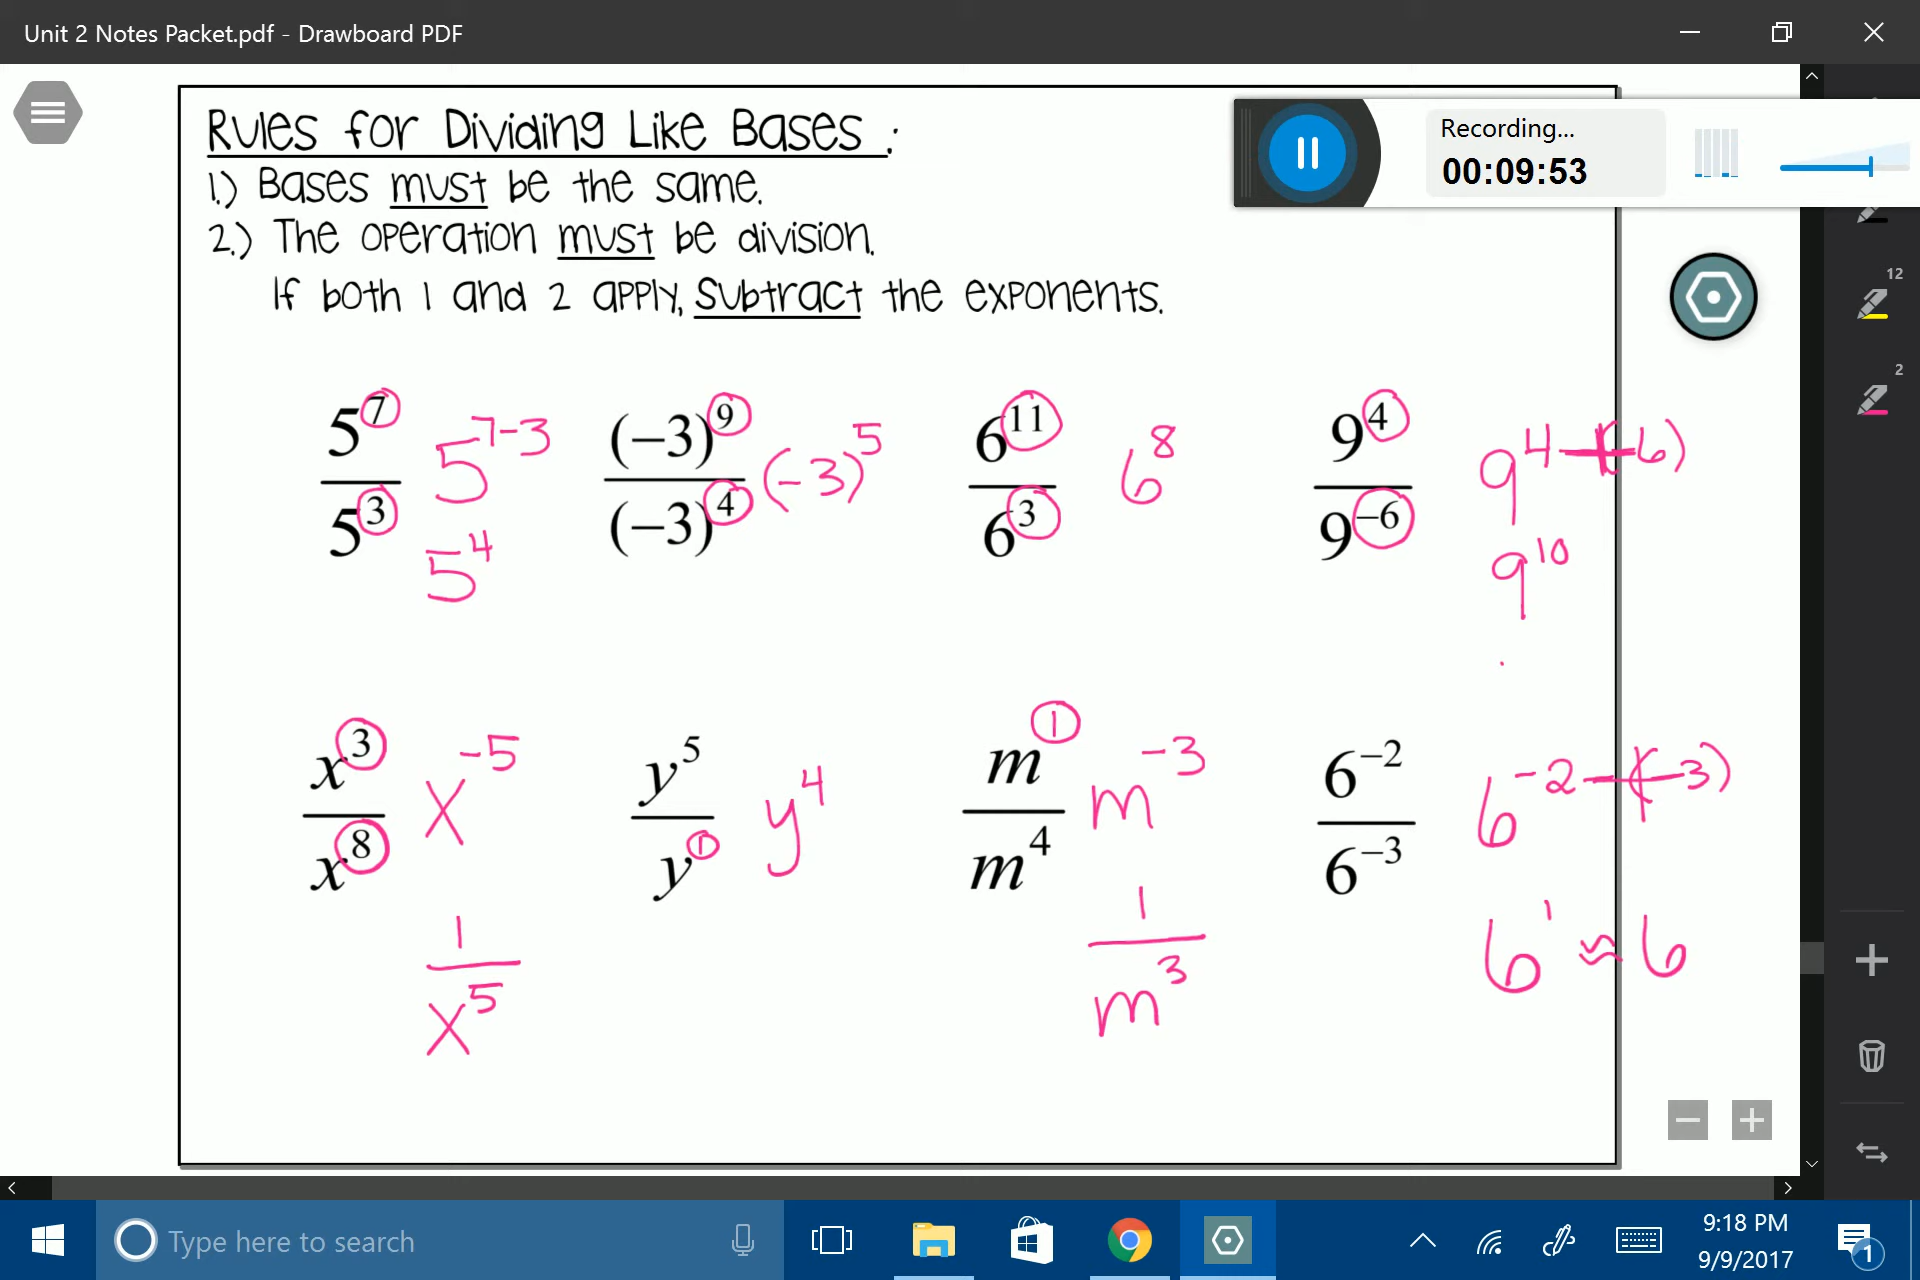 Unit 2 Notes Packet.pdf - Drawboard PDF
Recording...
00:09:53
Rules for Dividing Like Bases :
1.) Bases must be the same.
2.) The operation must be division.
If both 1 and 2 apply, Subtract the exponents.
12
2
5^7 / 5^3 5^7-3
5^4
(−3)^9 / (−3)^4 (-3)^5
6^11 / 6^3 6^8
9^4 / 9^−6 9^4-(-6)
9^10
x^3 / x^8 x^-5
1 / x^5
y^5 / y^1 y^4
m^1 / m^4 m^-3
1 / m^3
6^−2 / 6^−3 6^-2-(-3)
6^1 ≈ 6
Type here to search
9:18 PM
9/9/2017
1